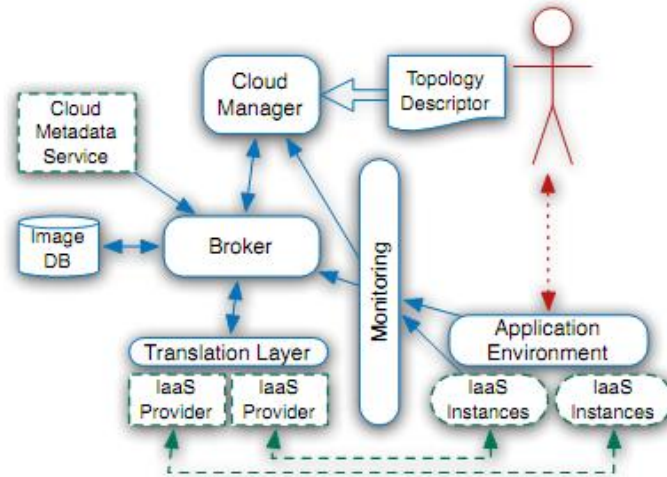 Cloud
Manager
Topology
Descriptor
Cloud
Metadata
Service
Image
DB
Broker
Monitoring
Translation Layer
IaaS
Provider
IaaS
Provider
Application
Environment
IaaS
Instances
IaaS
Instances